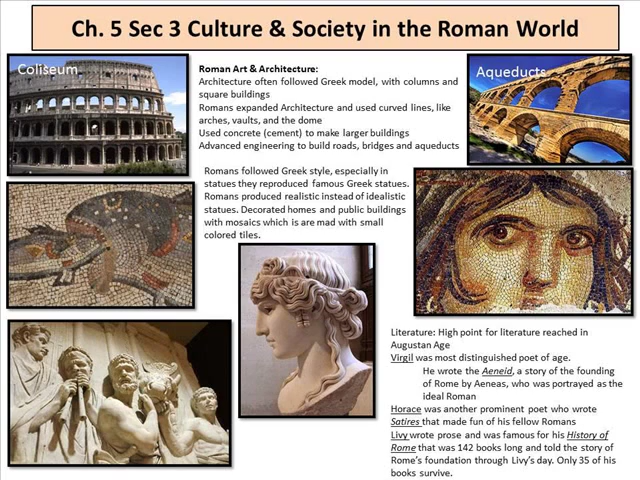 Ch. 5 Sec 3 Culture & Society in the Roman World
Coliseum
Roman Art & Architecture:
Architecture often followed Greek model, with columns and
square buildings
Romans expanded Architecture and used curved lines, like
arches, vaults, and the dome
Used concrete (cement) to make larger buildings
Advanced engineering to build roads, bridges and aqueducts
Aqueducts
Romans followed Greek style, especially in
statues they reproduced famous Greek statues.
Romans produced realistic instead of idealistic
statues. Decorated homes and public buildings
with mosaics which is are mad with small
colored tiles.
Literature: High point for literature reached in
Augustan Age
Virgil was most distinguished poet of age.
He wrote the Aeneid, a story of the founding
of Rome by Aeneas, who was portrayed as the
ideal Roman
Horace was another prominent poet who wrote
Satires that made fun of his fellow Romans
Livy wrote prose and was famous for his History of
Rome that was 142 books long and told the story of
Rome's foundation through Livy's day. Only 35 of his
books survive.